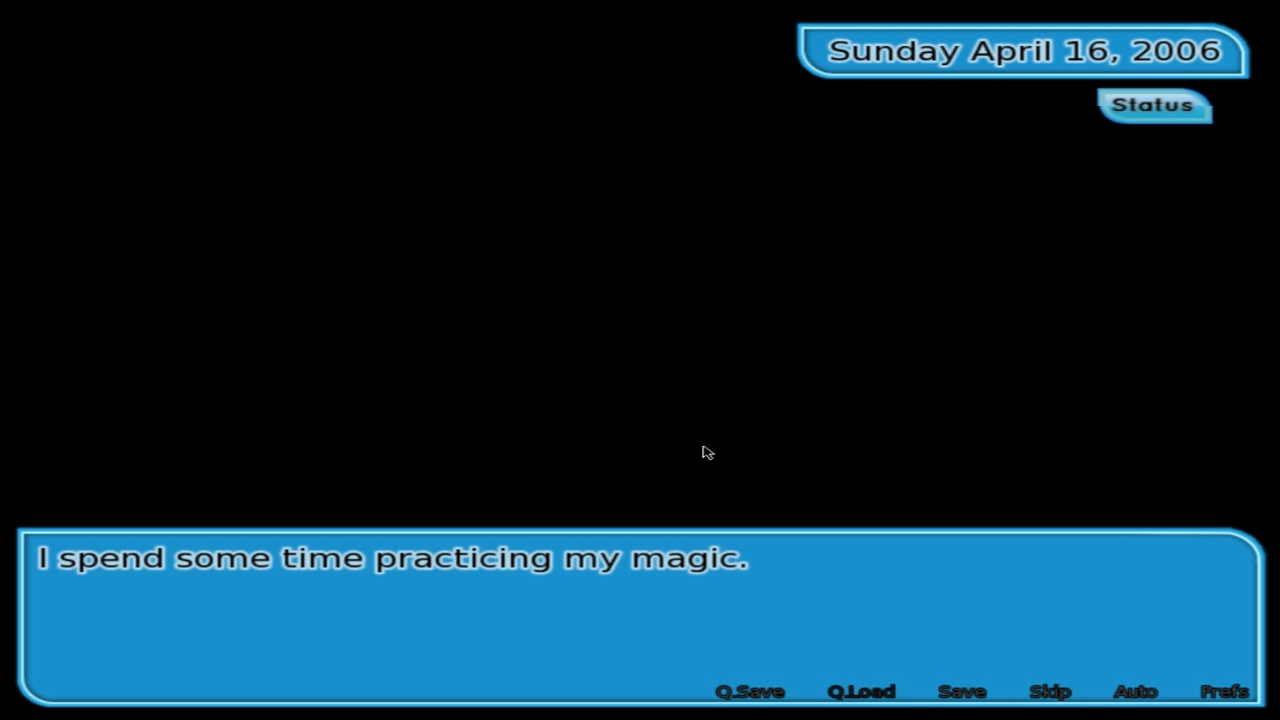 Sunday April 16, 2006
Status
I spend some time practicing my magic.
Q.Save Q.Load Save Skip Auto Prefs